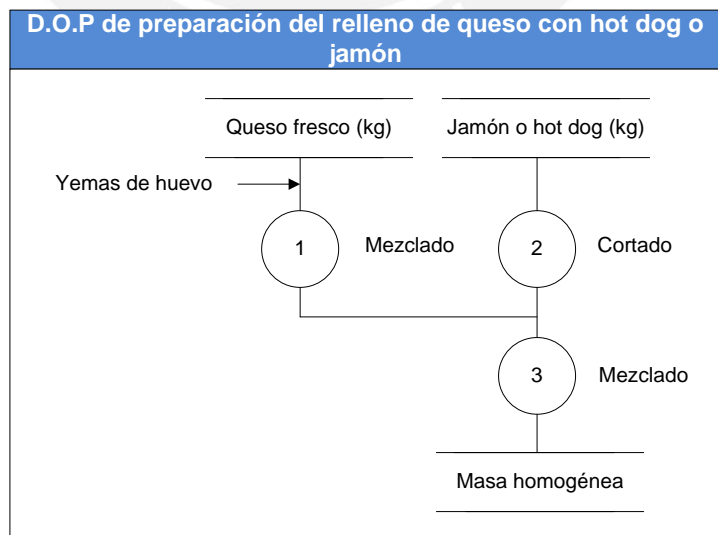 D.O.P de preparación del relleno de queso con hot dog o
jamón
Queso fresco (kg)
Jamón o hot dog (kg)
Yemas de huevo
1
Mezclado
2
Cortado
3
Mezclado
Masa homogénea